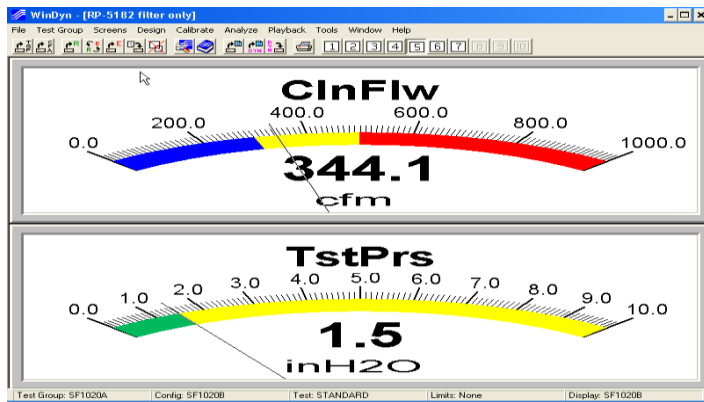 WinDyn - [RP-5182 filter only]
File Test Group Screens Design Calibrate Analyze Playback Tools Window Help
1 2 3 4 5 6 7 8 9 10
ClnFlw
0.0 200.0 400.0 600.0 800.0 1000.0
344.1
cfm
TstPrs
0.0 1.0 2.0 3.0 4.0 5.0 6.0 7.0 8.0 9.0 10.0
1.5
inH2O
Test Group: SF1020A Config: SF1020B Test: STANDARD Limits: None Display: SF1020B